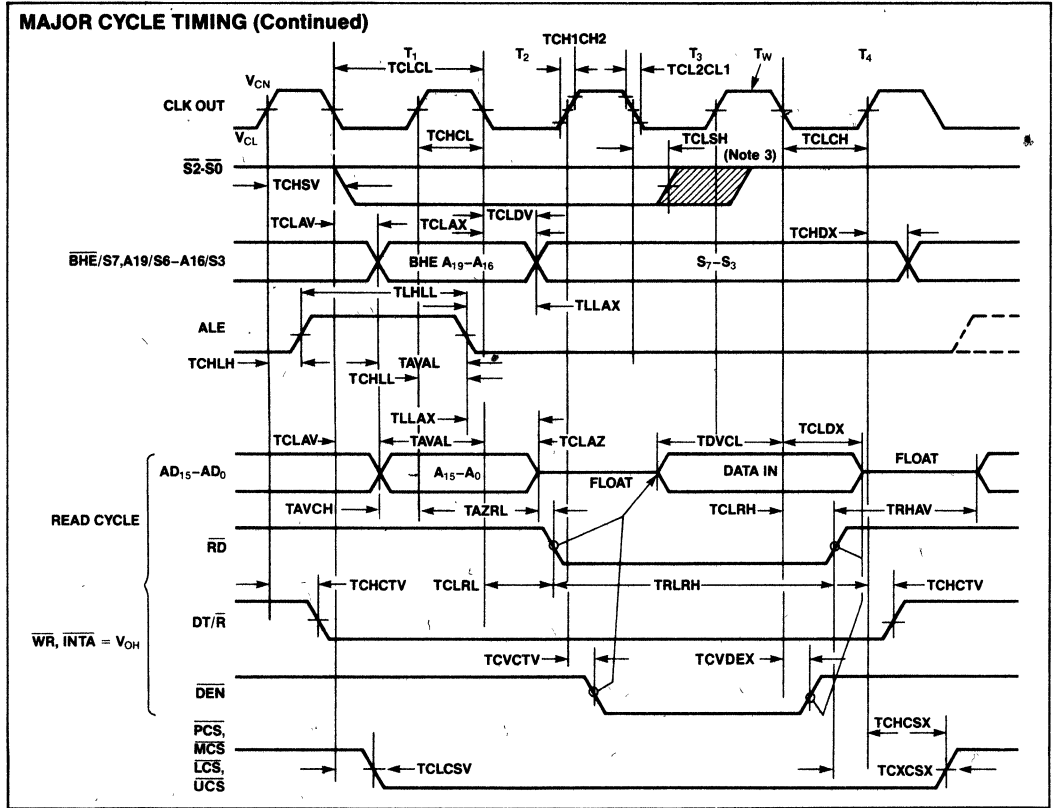 MAJOR CYCLE TIMING (Continued)
TCH1CH2
T1 T2 T3 TW T4
TCLCL TCL2CL1
VCN
CLK OUT
VCL
TCHCL TCLSH TCLCH
(Note 3)
S2-S0
TCHSV
TCLDV
TCLAV TCLAX TCHDX
BHE/S7,A19/S6–A16/S3 BHE A19–A16 S7–S3
TLHLL TLLAX
ALE
TCHLH TAVAL
TCHLL
TLLAX
TCLAV TAVAL TCLAZ TDVCL TCLDX
AD15–AD0 A15–A0 FLOAT DATA IN FLOAT
READ CYCLE
TAVCH TAZRL TCLRH TRHAV
RD
TCHCTV TCLRL TRLRH TCHCTV
DT/R
WR, INTA = VOH
TCVCTV TCVDEX
DEN
PCS,
MCS
LCS,
UCS
TCHCSX
TCLCSV TCXCSX